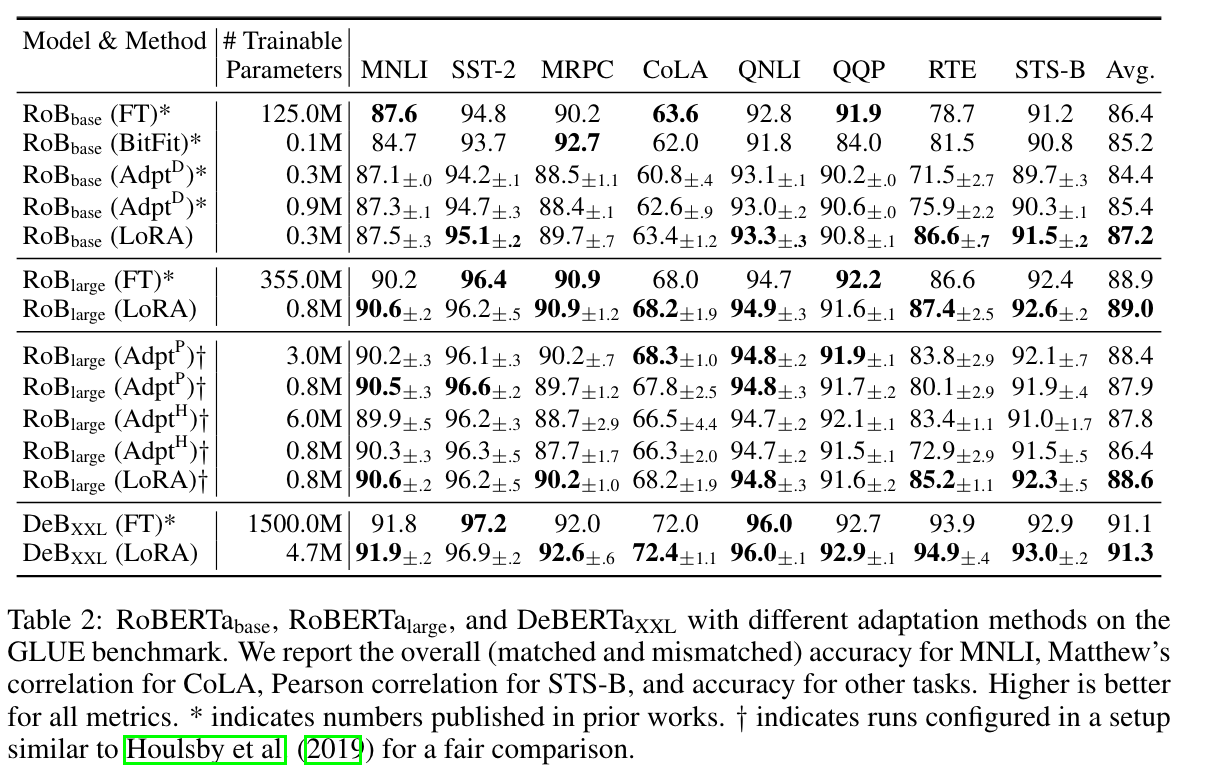 Model & Method # Trainable
Parameters MNLI SST-2 MRPC CoLA QNLI QQP RTE STS-B Avg.
RoBbase (FT)* 125.0M 87.6 94.8 90.2 63.6 92.8 91.9 78.7 91.2 86.4
RoBbase (BitFit)* 0.1M 84.7 93.7 92.7 62.0 91.8 84.0 81.5 90.8 85.2
RoBbase (AdptD)* 0.3M 87.1±.0 94.2±.1 88.5±1.1 60.8±.4 93.1±.1 90.2±.0 71.5±2.7 89.7±.3 84.4
RoBbase (AdptD)* 0.9M 87.3±.1 94.7±.3 88.4±.1 62.6±.9 93.0±.2 90.6±.0 75.9±2.2 90.3±.1 85.4
RoBbase (LoRA) 0.3M 87.5±.3 95.1±.2 89.7±.7 63.4±1.2 93.3±.3 90.8±.1 86.6±.7 91.5±.2 87.2
RoBlarge (FT)* 355.0M 90.2 96.4 90.9 68.0 94.7 92.2 86.6 92.4 88.9
RoBlarge (LoRA) 0.8M 90.6±.2 96.2±.5 90.9±1.2 68.2±1.9 94.9±.3 91.6±.1 87.4±2.5 92.6±.2 89.0
RoBlarge (AdptP)† 3.0M 90.2±.3 96.1±.3 90.2±.7 68.3±1.0 94.8±.2 91.9±.1 83.8±2.9 92.1±.7 88.4
RoBlarge (AdptP)† 0.8M 90.5±.3 96.6±.2 89.7±1.2 67.8±2.5 94.8±.3 91.7±.2 80.1±2.9 91.9±.4 87.9
RoBlarge (AdptH)† 6.0M 89.9±.5 96.2±.3 88.7±2.9 66.5±4.4 94.7±.2 92.1±.1 83.4±1.1 91.0±1.7 87.8
RoBlarge (AdptH)† 0.8M 90.3±.3 96.3±.5 87.7±1.7 66.3±2.0 94.7±.2 91.5±.1 72.9±2.9 91.5±.5 86.4
RoBlarge (LoRA)† 0.8M 90.6±.2 96.2±.5 90.2±1.0 68.2±1.9 94.8±.3 91.6±.2 85.2±1.1 92.3±.5 88.6
DeBXXL (FT)* 1500.0M 91.8 97.2 92.0 72.0 96.0 92.7 93.9 92.9 91.1
DeBXXL (LoRA) 4.7M 91.9±.2 96.9±.2 92.6±.6 72.4±1.1 96.0±.1 92.9±.1 94.9±.4 93.0±.2 91.3
Table 2: RoBERTabase, RoBERTalarge, and DeBERTaXXL with different adaptation methods on the
GLUE benchmark. We report the overall (matched and mismatched) accuracy for MNLI, Matthew's
correlation for CoLA, Pearson correlation for STS-B, and accuracy for other tasks. Higher is better
for all metrics. * indicates numbers published in prior works. † indicates runs configured in a setup
similar to Houlsby et al (2019) for a fair comparison.